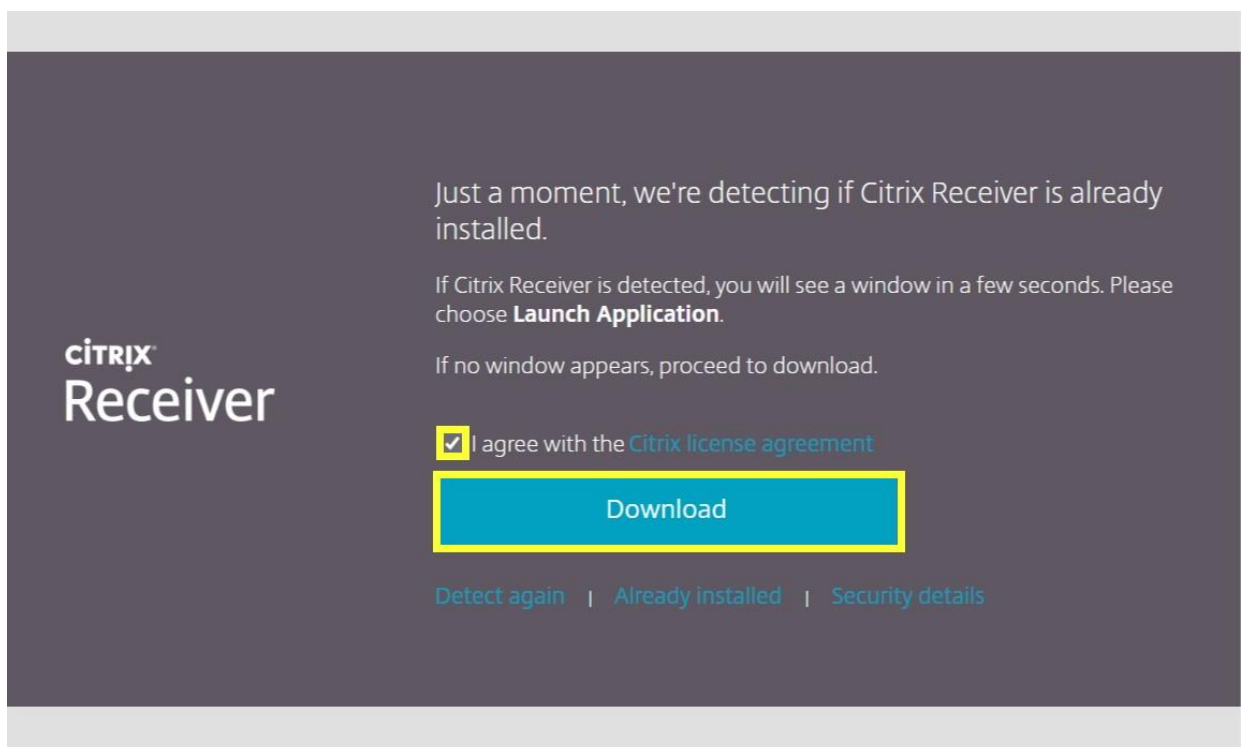 Just a moment, we're detecting if Citrix Receiver is already
installed.
If Citrix Receiver is detected, you will see a window in a few seconds. Please
choose Launch Application.
If no window appears, proceed to download.
CİTRIX
Receiver
I agree with the Citrix license agreement
Download
Detect again | Already installed | Security details